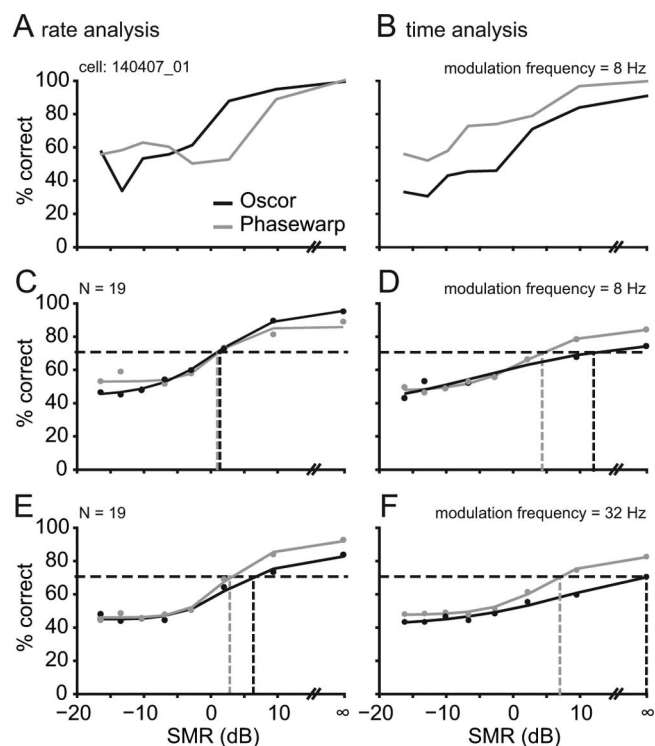 A rate analysis
B time analysis
cell: 140407_01
modulation frequency = 8 Hz
100
80
60
40
20
0
% correct
Oscor
Phasewarp
C
N = 19
D
modulation frequency = 8 Hz
100
80
60
40
20
0
% correct
E
N = 19
F
modulation frequency = 32 Hz
100
80
60
40
20
0
% correct
−20 −10 0 10 ∞
SMR (dB)
−20 −10 0 10 ∞
SMR (dB)